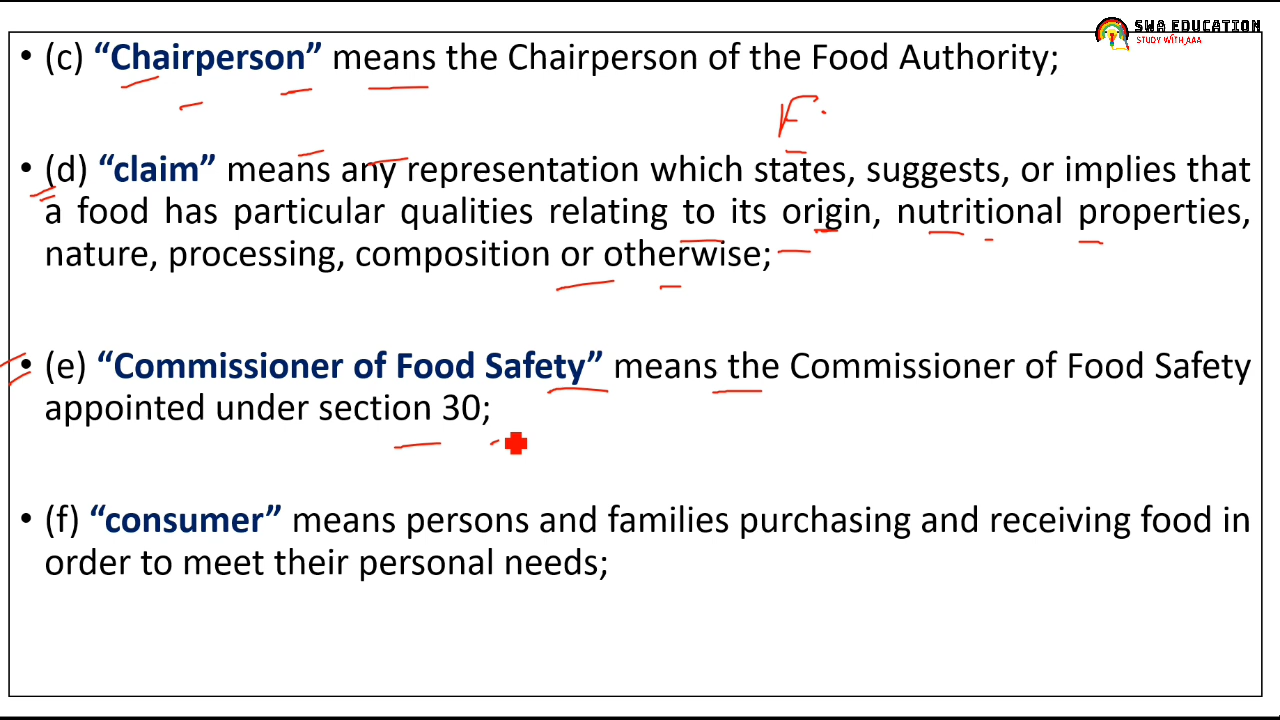 SWA EDUCATION
STUDY WITH AAA
• (c) “Chairperson” means the Chairperson of the Food Authority;
F
• (d) “claim” means any representation which states, suggests, or implies that
a food has particular qualities relating to its origin, nutritional properties,
nature, processing, composition or otherwise;
• (e) “Commissioner of Food Safety” means the Commissioner of Food Safety
appointed under section 30;
• (f) “consumer” means persons and families purchasing and receiving food in
order to meet their personal needs;